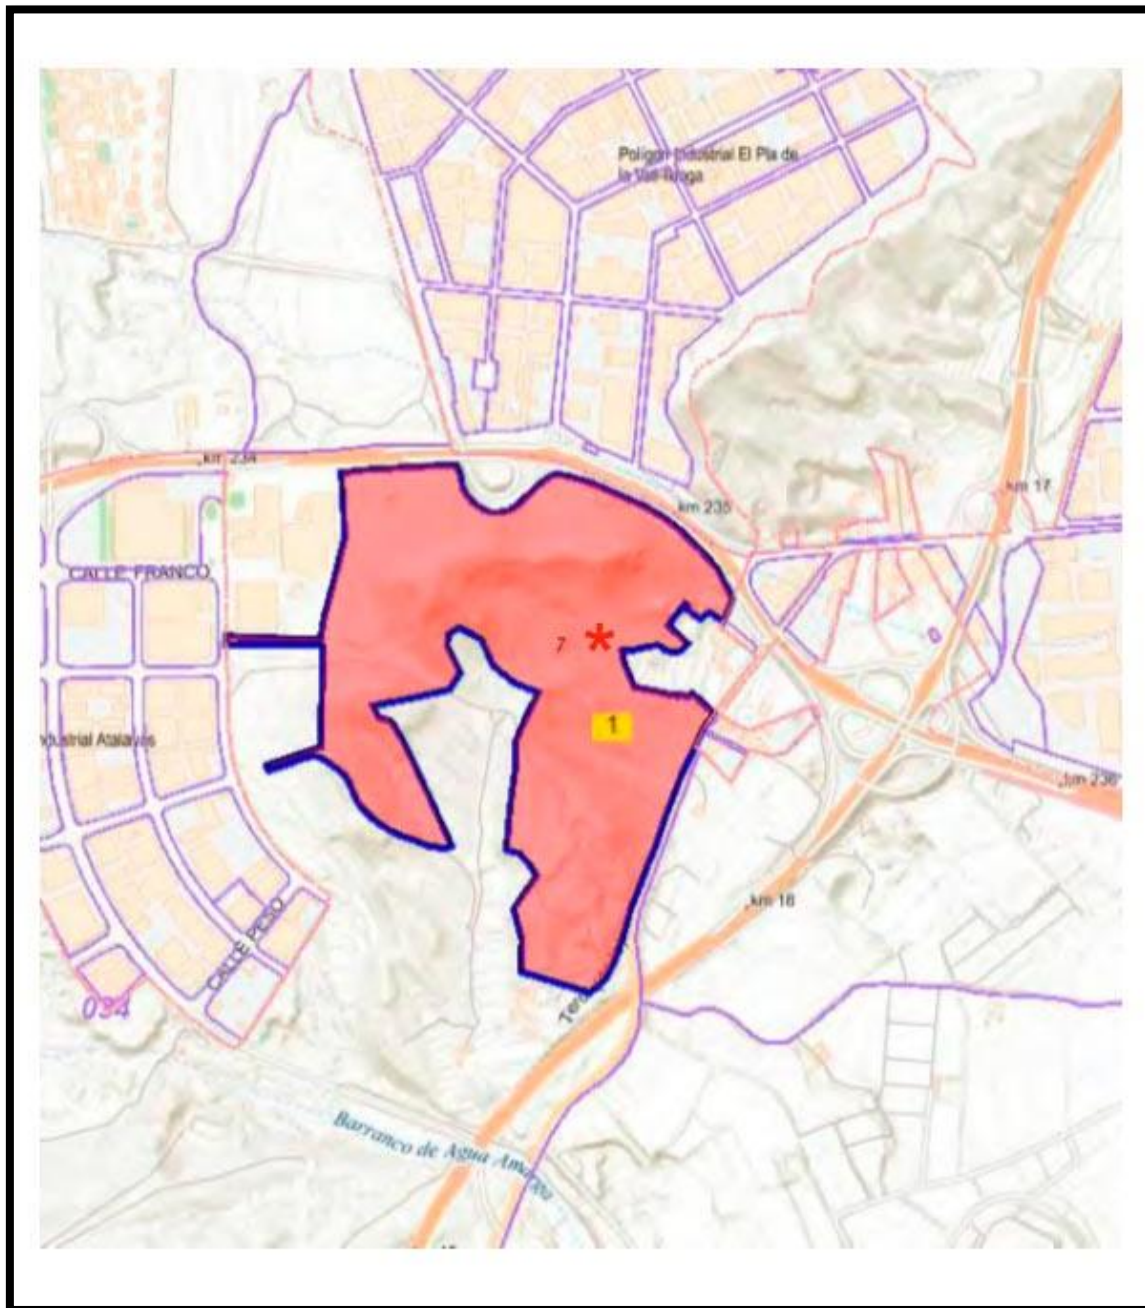 Polígon Industrial El Pla de
la Vall-llonga
km 234
km 235
km 17
CALLE FRANCO
7
*
1
Industrial Atalayas
km 236
km 16
CALLE PESO
034
Barranco de Agua Amarga